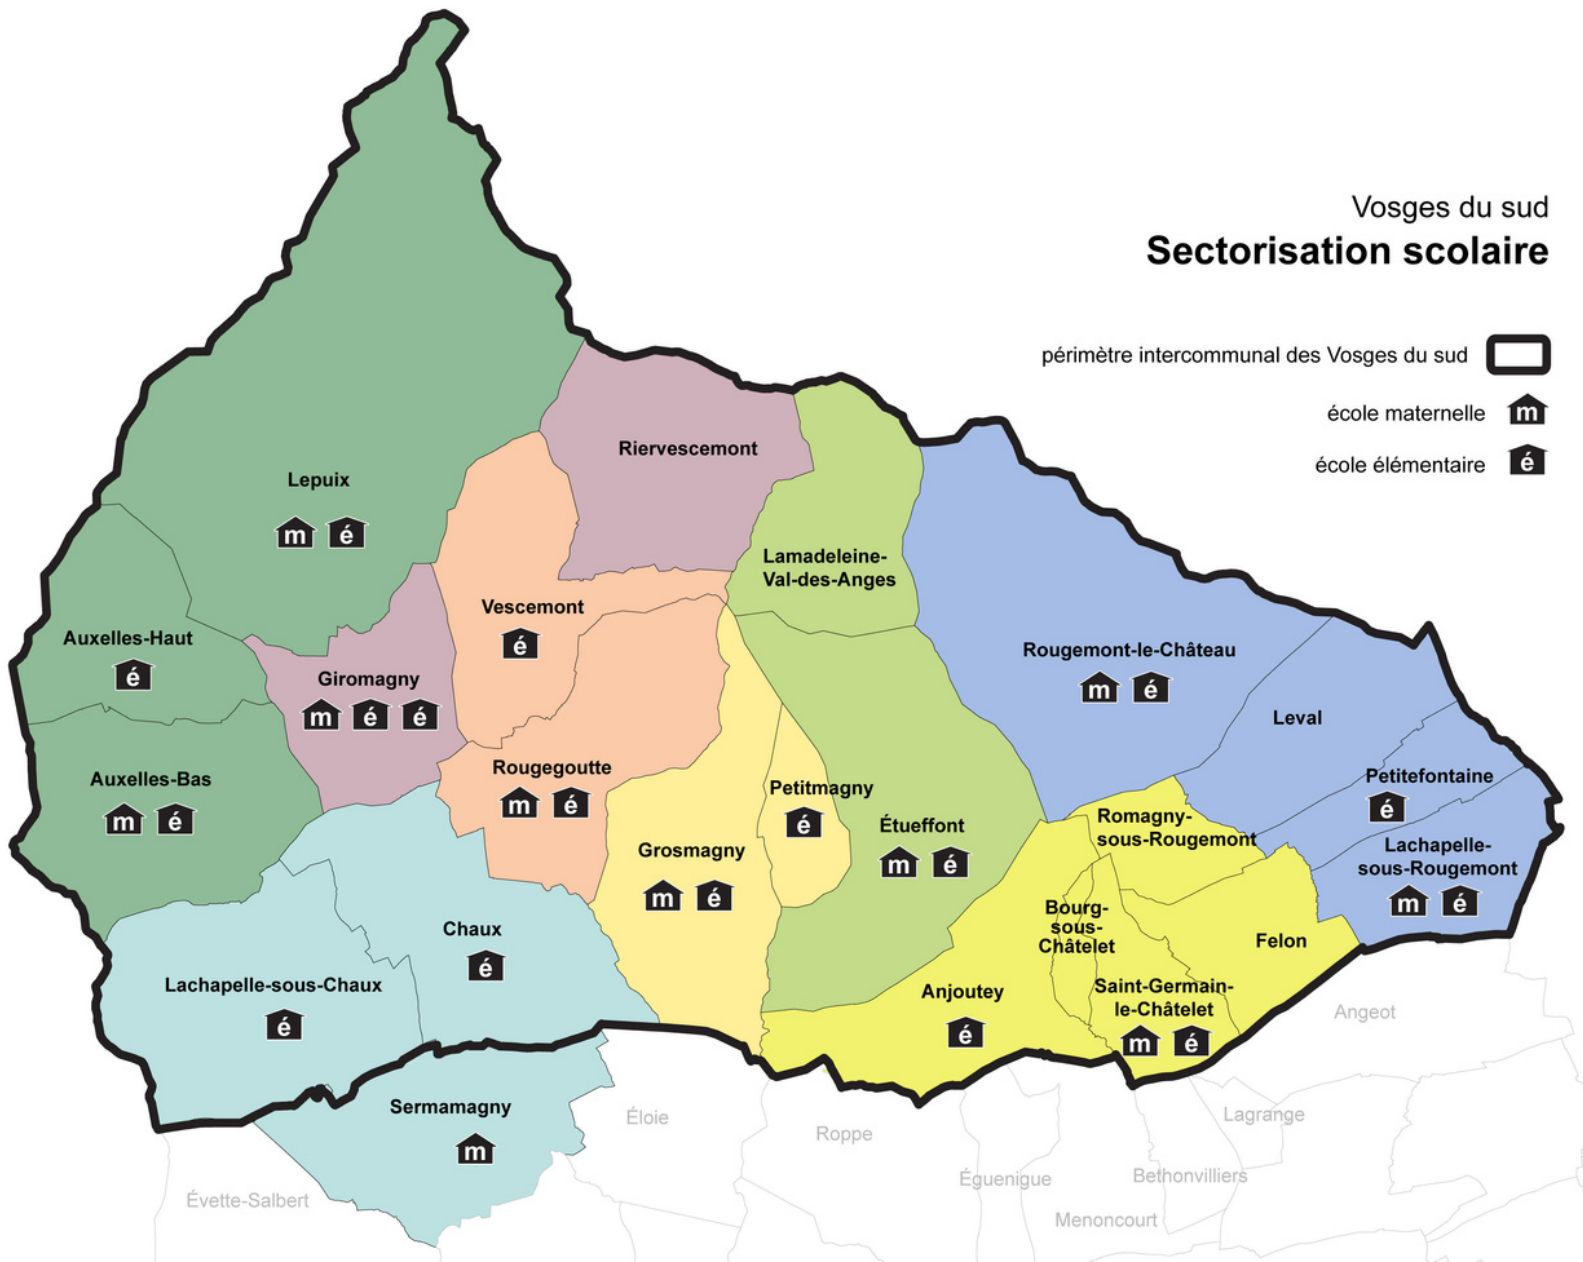 Vosges du sud
Sectorisation scolaire
périmètre intercommunal des Vosges du sud
école maternelle m
école élémentaire é
Riervescemont
Lepuix
m é
Lamadeleine-
Val-des-Anges
Vescemont
é
Auxelles-Haut
é
Rougemont-le-Château
m é
Giromagny
m é é
Leval
Rougegoutte
m é
Auxelles-Bas
m é
Petitmagny
é
Petitefontaine
é
Étueffont
m é
Romagny-
sous-Rougemont
Grosmagny
m é
Lachapelle-
sous-Rougemont
m é
Bourg-
sous-
Châtelet
Chaux
é
Felon
Lachapelle-sous-Chaux
é
Anjoutey
é
Saint-Germain-
le-Châtelet
m é
Angeot
Sermamagny
m
Éloie
Roppe
Lagrange
Éguenigue
Bethonvilliers
Évette-Salbert
Menoncourt